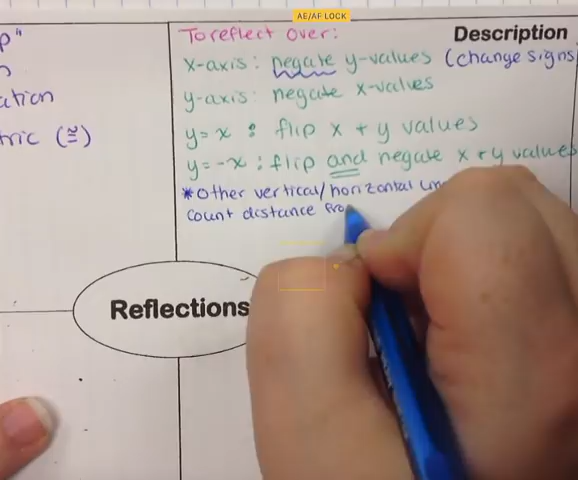 AE/AF LOCK
Description
To reflect over:
x-axis: negate y-values (change signs
y-axis: negate x-values
y=x : flip x + y values
y=-x : flip and negate x + y values
*Other vertical/horizontal
count distance fro
p"
ation
tric (≅)
Reflections